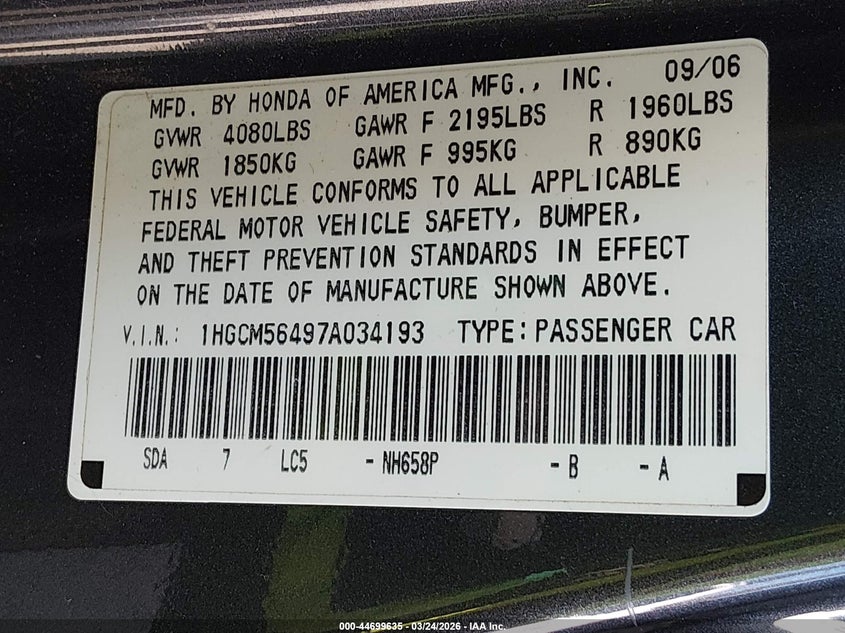 MFD. BY HONDA OF AMERICA MFG., INC. 09/06
GVWR 4080LBS GAWR F 2195LBS R 1960LBS
GVWR 1850KG GAWR F 995KG R 890KG
THIS VEHICLE CONFORMS TO ALL APPLICABLE
FEDERAL MOTOR VEHICLE SAFETY, BUMPER,
AND THEFT PREVENTION STANDARDS IN EFFECT
ON THE DATE OF MANUFACTURE SHOWN ABOVE.
V.I.N.: 1HGCM56497A034193 TYPE: PASSENGER CAR
SDA 7 LC5 - NH658P - B - A
000-44699635 - 03/24/2026 - IAA Inc.